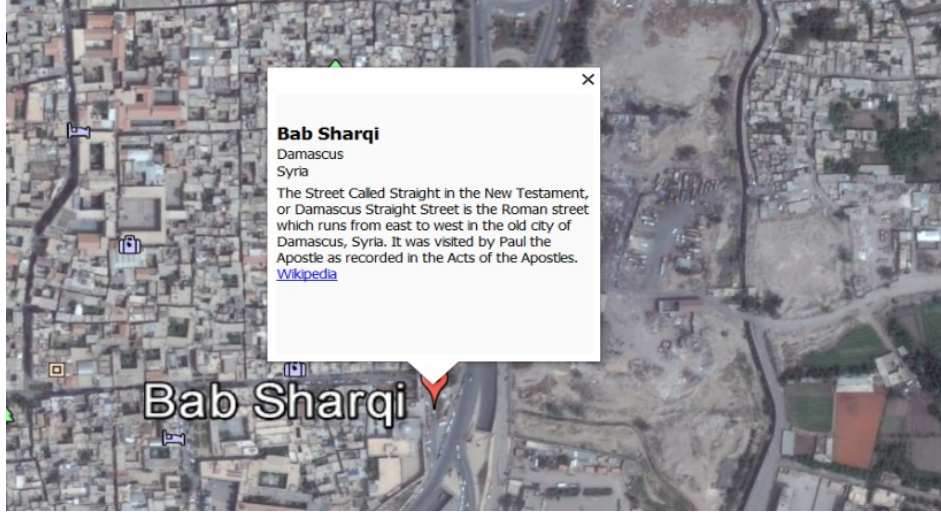 Bab Sharqi
Damascus
Syria
The Street Called Straight in the New Testament,
or Damascus Straight Street is the Roman street
which runs from east to west in the old city of
Damascus, Syria. It was visited by Paul the
Apostle as recorded in the Acts of the Apostles.
Wikipedia
Bab Sharqi